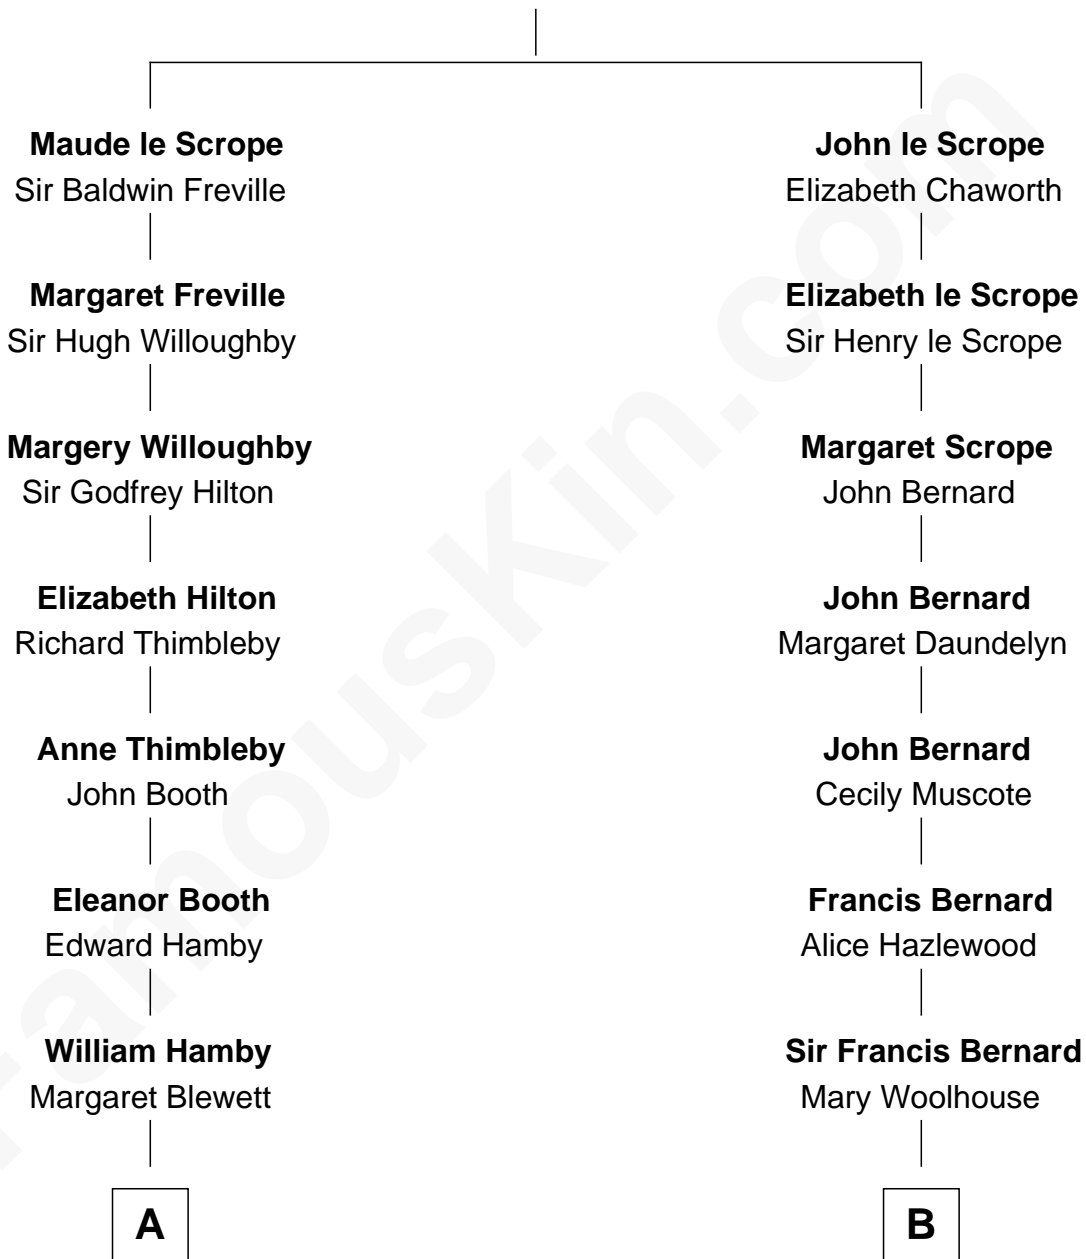 Maude le Scrope
Sir Baldwin Freville
Margaret Freville
Sir Hugh Willoughby
Margery Willoughby
Sir Godfrey Hilton
Elizabeth Hilton
Richard Thimbleby
Anne Thimbleby
John Booth
Eleanor Booth
Edward Hamby
William Hamby
Margaret Blewett
A
John le Scrope
Elizabeth Chaworth
Elizabeth le Scrope
Sir Henry le Scrope
Margaret Scrope
John Bernard
John Bernard
Margaret Daundelyn
John Bernard
Cecily Muscote
Francis Bernard
Alice Hazlewood
Sir Francis Bernard
Mary Woolhouse
B
FamousKin.com